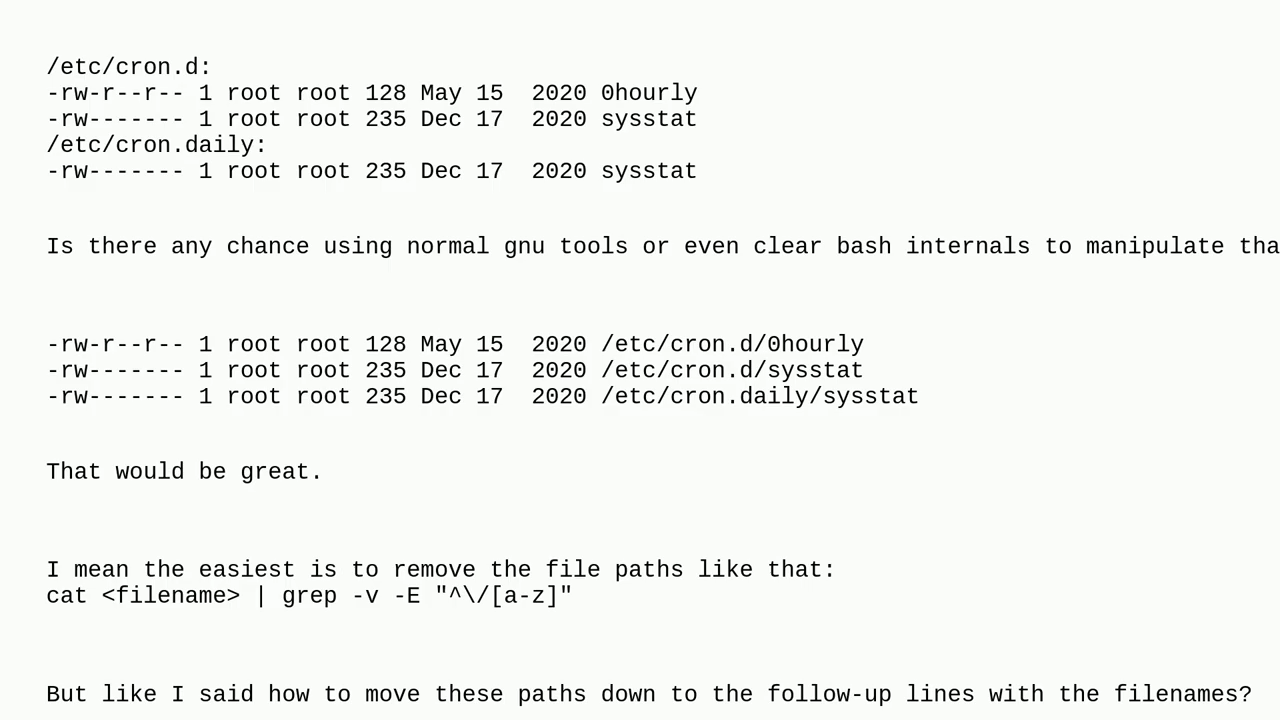 /etc/cron.d:
-rw-r--r-- 1 root root 128 May 15  2020 0hourly
-rw------- 1 root root 235 Dec 17  2020 sysstat
/etc/cron.daily:
-rw------- 1 root root 235 Dec 17  2020 sysstat
Is there any chance using normal gnu tools or even clear bash internals to manipulate tha
-rw-r--r-- 1 root root 128 May 15  2020 /etc/cron.d/0hourly
-rw------- 1 root root 235 Dec 17  2020 /etc/cron.d/sysstat
-rw------- 1 root root 235 Dec 17  2020 /etc/cron.daily/sysstat
That would be great.
I mean the easiest is to remove the file paths like that:
cat <filename> | grep -v -E "^\/[a-z]"
But like I said how to move these paths down to the follow-up lines with the filenames?